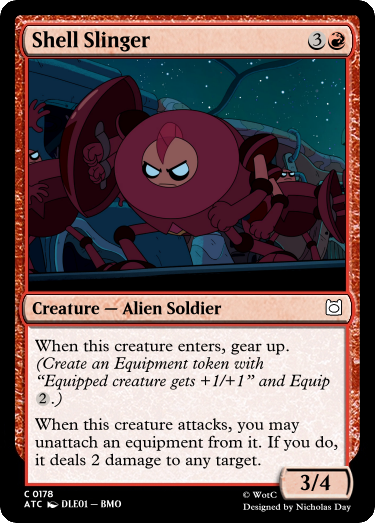 Shell Slinger 3
Creature — Alien Soldier
When this creature enters, gear up.
(Create an Equipment token with
“Equipped creature gets +1/+1” and Equip
2.)
When this creature attacks, you may
unattach an equipment from it. If you do,
it deals 2 damage to any target.
3/4
C 0178
ATC DLE01 — BMO
© WotC
Designed by Nicholas Day